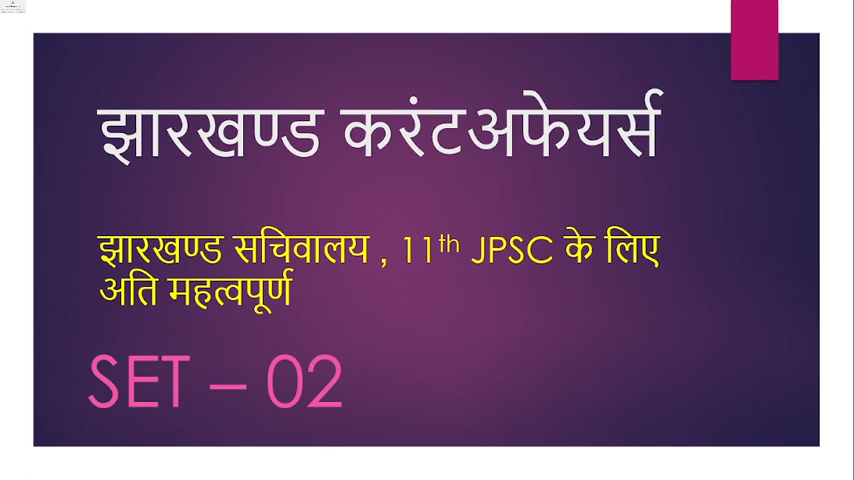 झारखण्ड करंटअफेयर्स
झारखण्ड सचिवालय , 11th JPSC के लिए
अति महत्वपूर्ण
SET – 02